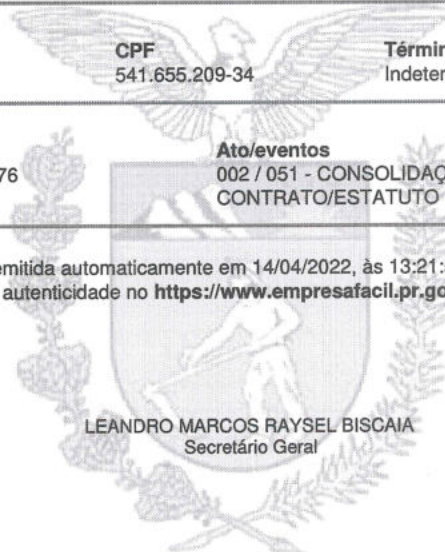 CPF
541.655.209-34
Indeter
76
Ato/eventos
002 / 051 - CONSOLIDAÇ
CONTRATO/ESTATUTO
emitida automaticamente em 14/04/2022, às 13:21:
autenticidade no https://www.empresafacil.pr.go
LEANDRO MARCOS RAYSEL BISCAIA
Secretário Geral